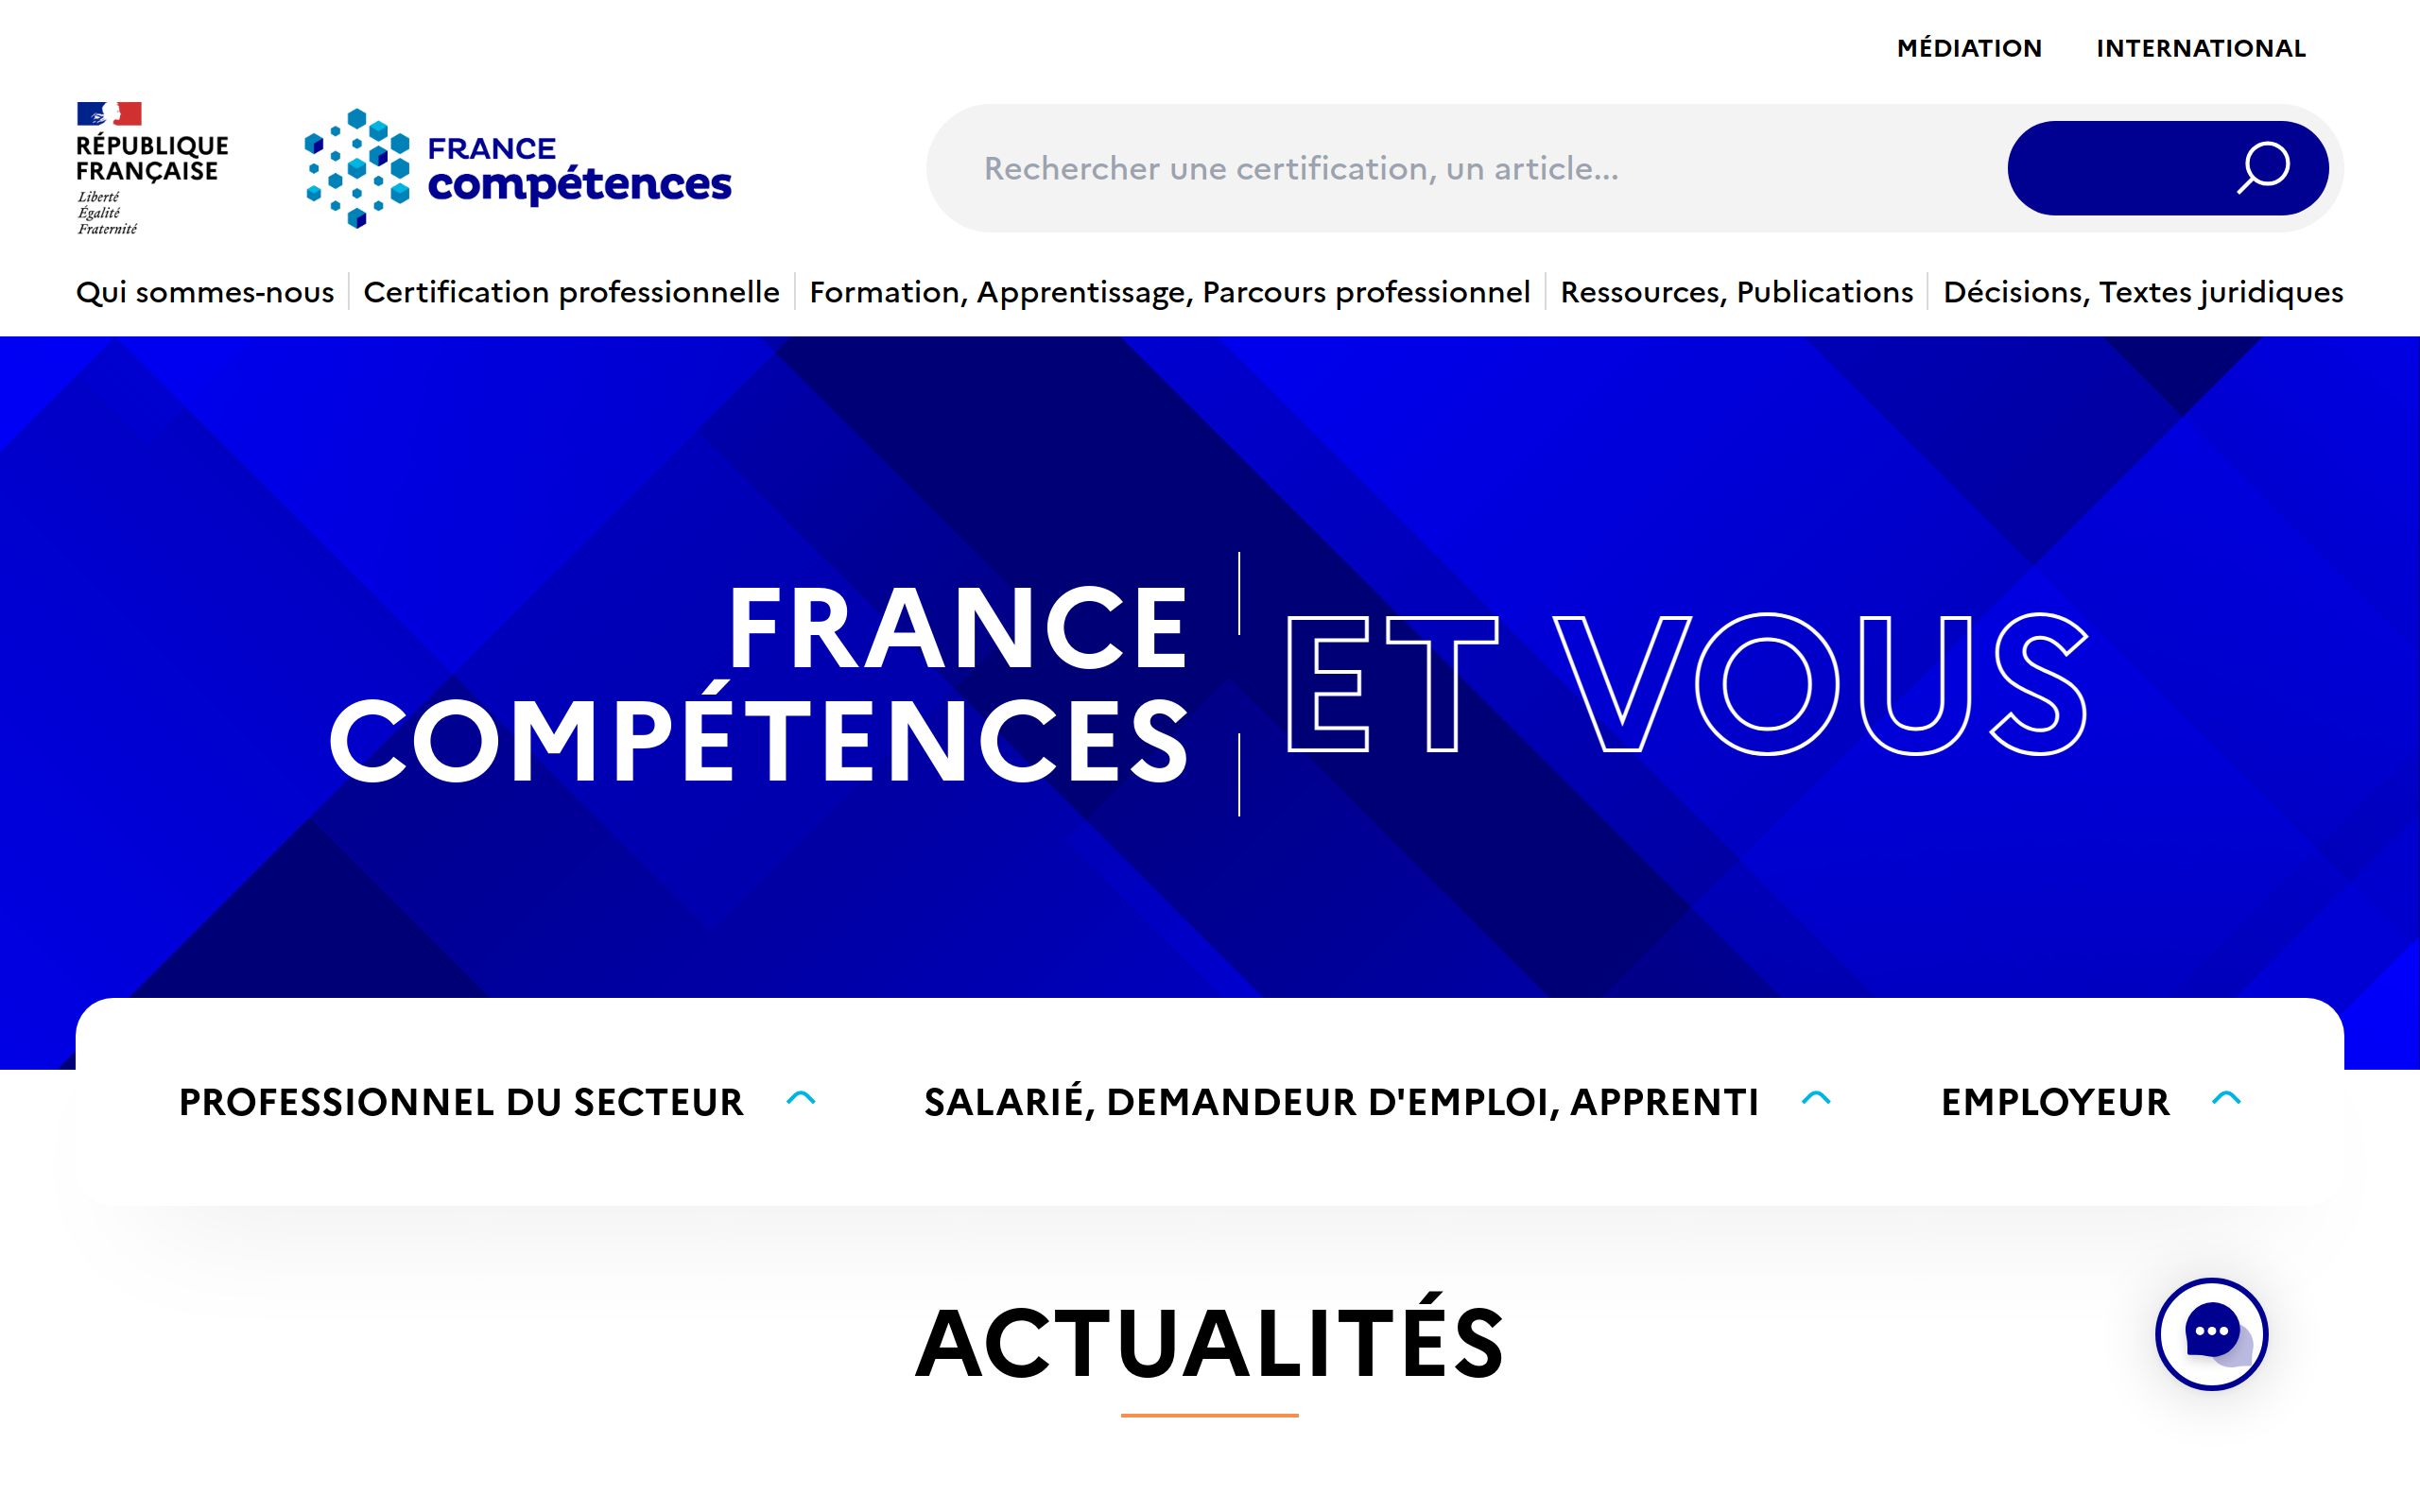 MÉDIATION INTERNATIONAL
RÉPUBLIQUE
FRANÇAISE
Liberté
Égalité
Fraternité
FRANCE
compétences
Rechercher une certification, un article...
Qui sommes-nous Certification professionnelle Formation, Apprentissage, Parcours professionnel Ressources, Publications Décisions, Textes juridiques
FRANCE
COMPÉTENCES
ET VOUS
PROFESSIONNEL DU SECTEUR SALARIÉ, DEMANDEUR D'EMPLOI, APPRENTI EMPLOYEUR
ACTUALITÉS